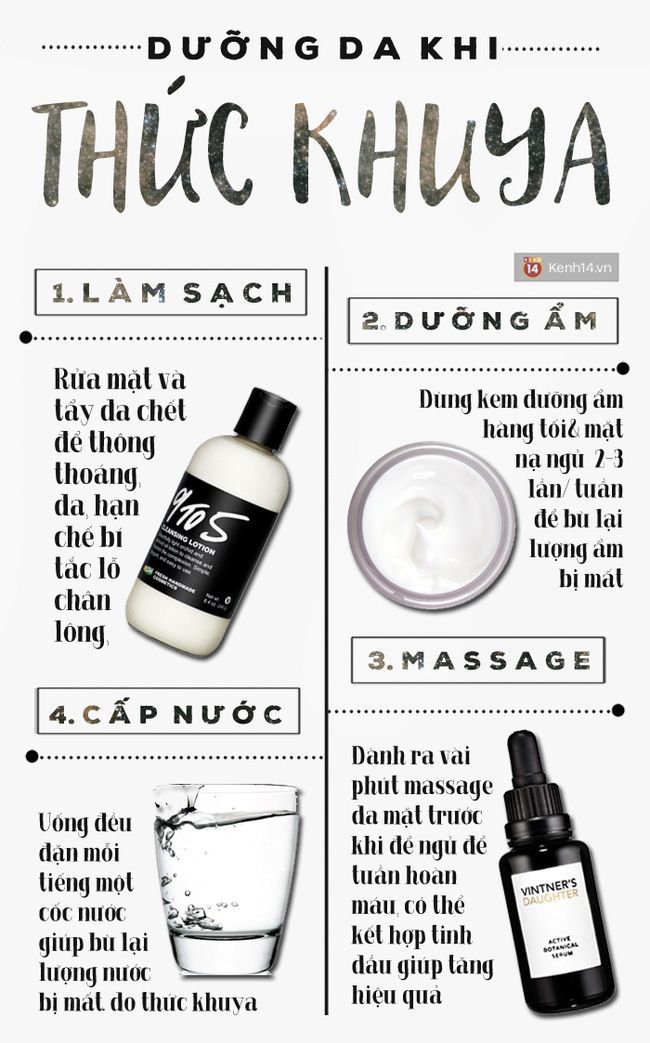 DƯỠNG DA KHI
THỨC KHUYA
Kenh14.vn
1. LÀM SẠCH
Rửa mặt và
tẩy da chết
để thông
thoáng,
da, hạn
chế bí
tắc lỗ
chân
lông,
9 TO 5
CLEANSING LOTION
FRESH HANDMADE
COSMETICS
2. DƯỠNG ẨM
Dùng kem dưỡng ẩm
hàng tối& mặt
nạ ngủ 2-3
lần/ tuần
để bù lại
lượng ẩm
bị mất
3. MASSAGE
Dành ra vài
phút massage
da mặt trước
khi để ngủ để
tuần hoàn
máu, có thể
kết hợp tinh
dầu giúp tăng
hiệu quả
VINTNER'S
DAUGHTER
ACTIVE
BOTANICAL
SERUM
4. CẤP NƯỚC
Uống đều
đặn mỗi
tiếng một
cốc nước
giúp bù lại
lượng nước
bị mất. do thức khuya